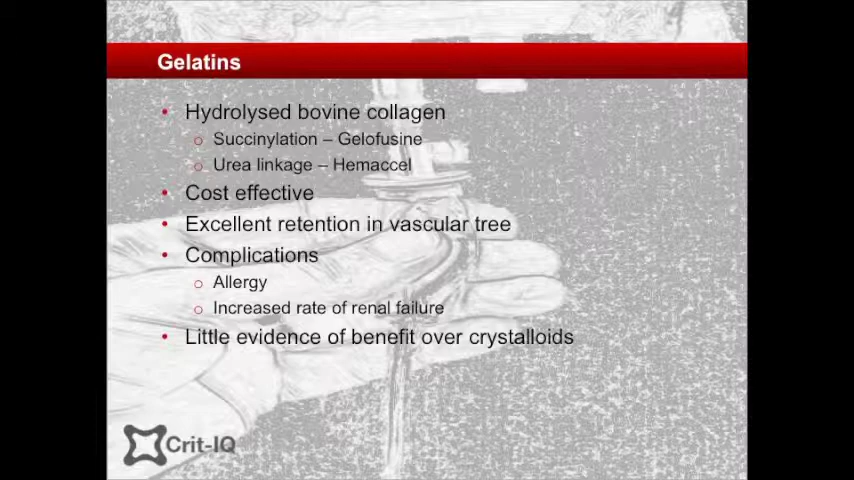 Gelatins
• Hydrolysed bovine collagen
o Succinylation – Gelofusine
o Urea linkage – Hemaccel
• Cost effective
• Excellent retention in vascular tree
• Complications
o Allergy
o Increased rate of renal failure
• Little evidence of benefit over crystalloids
Crit-IQ